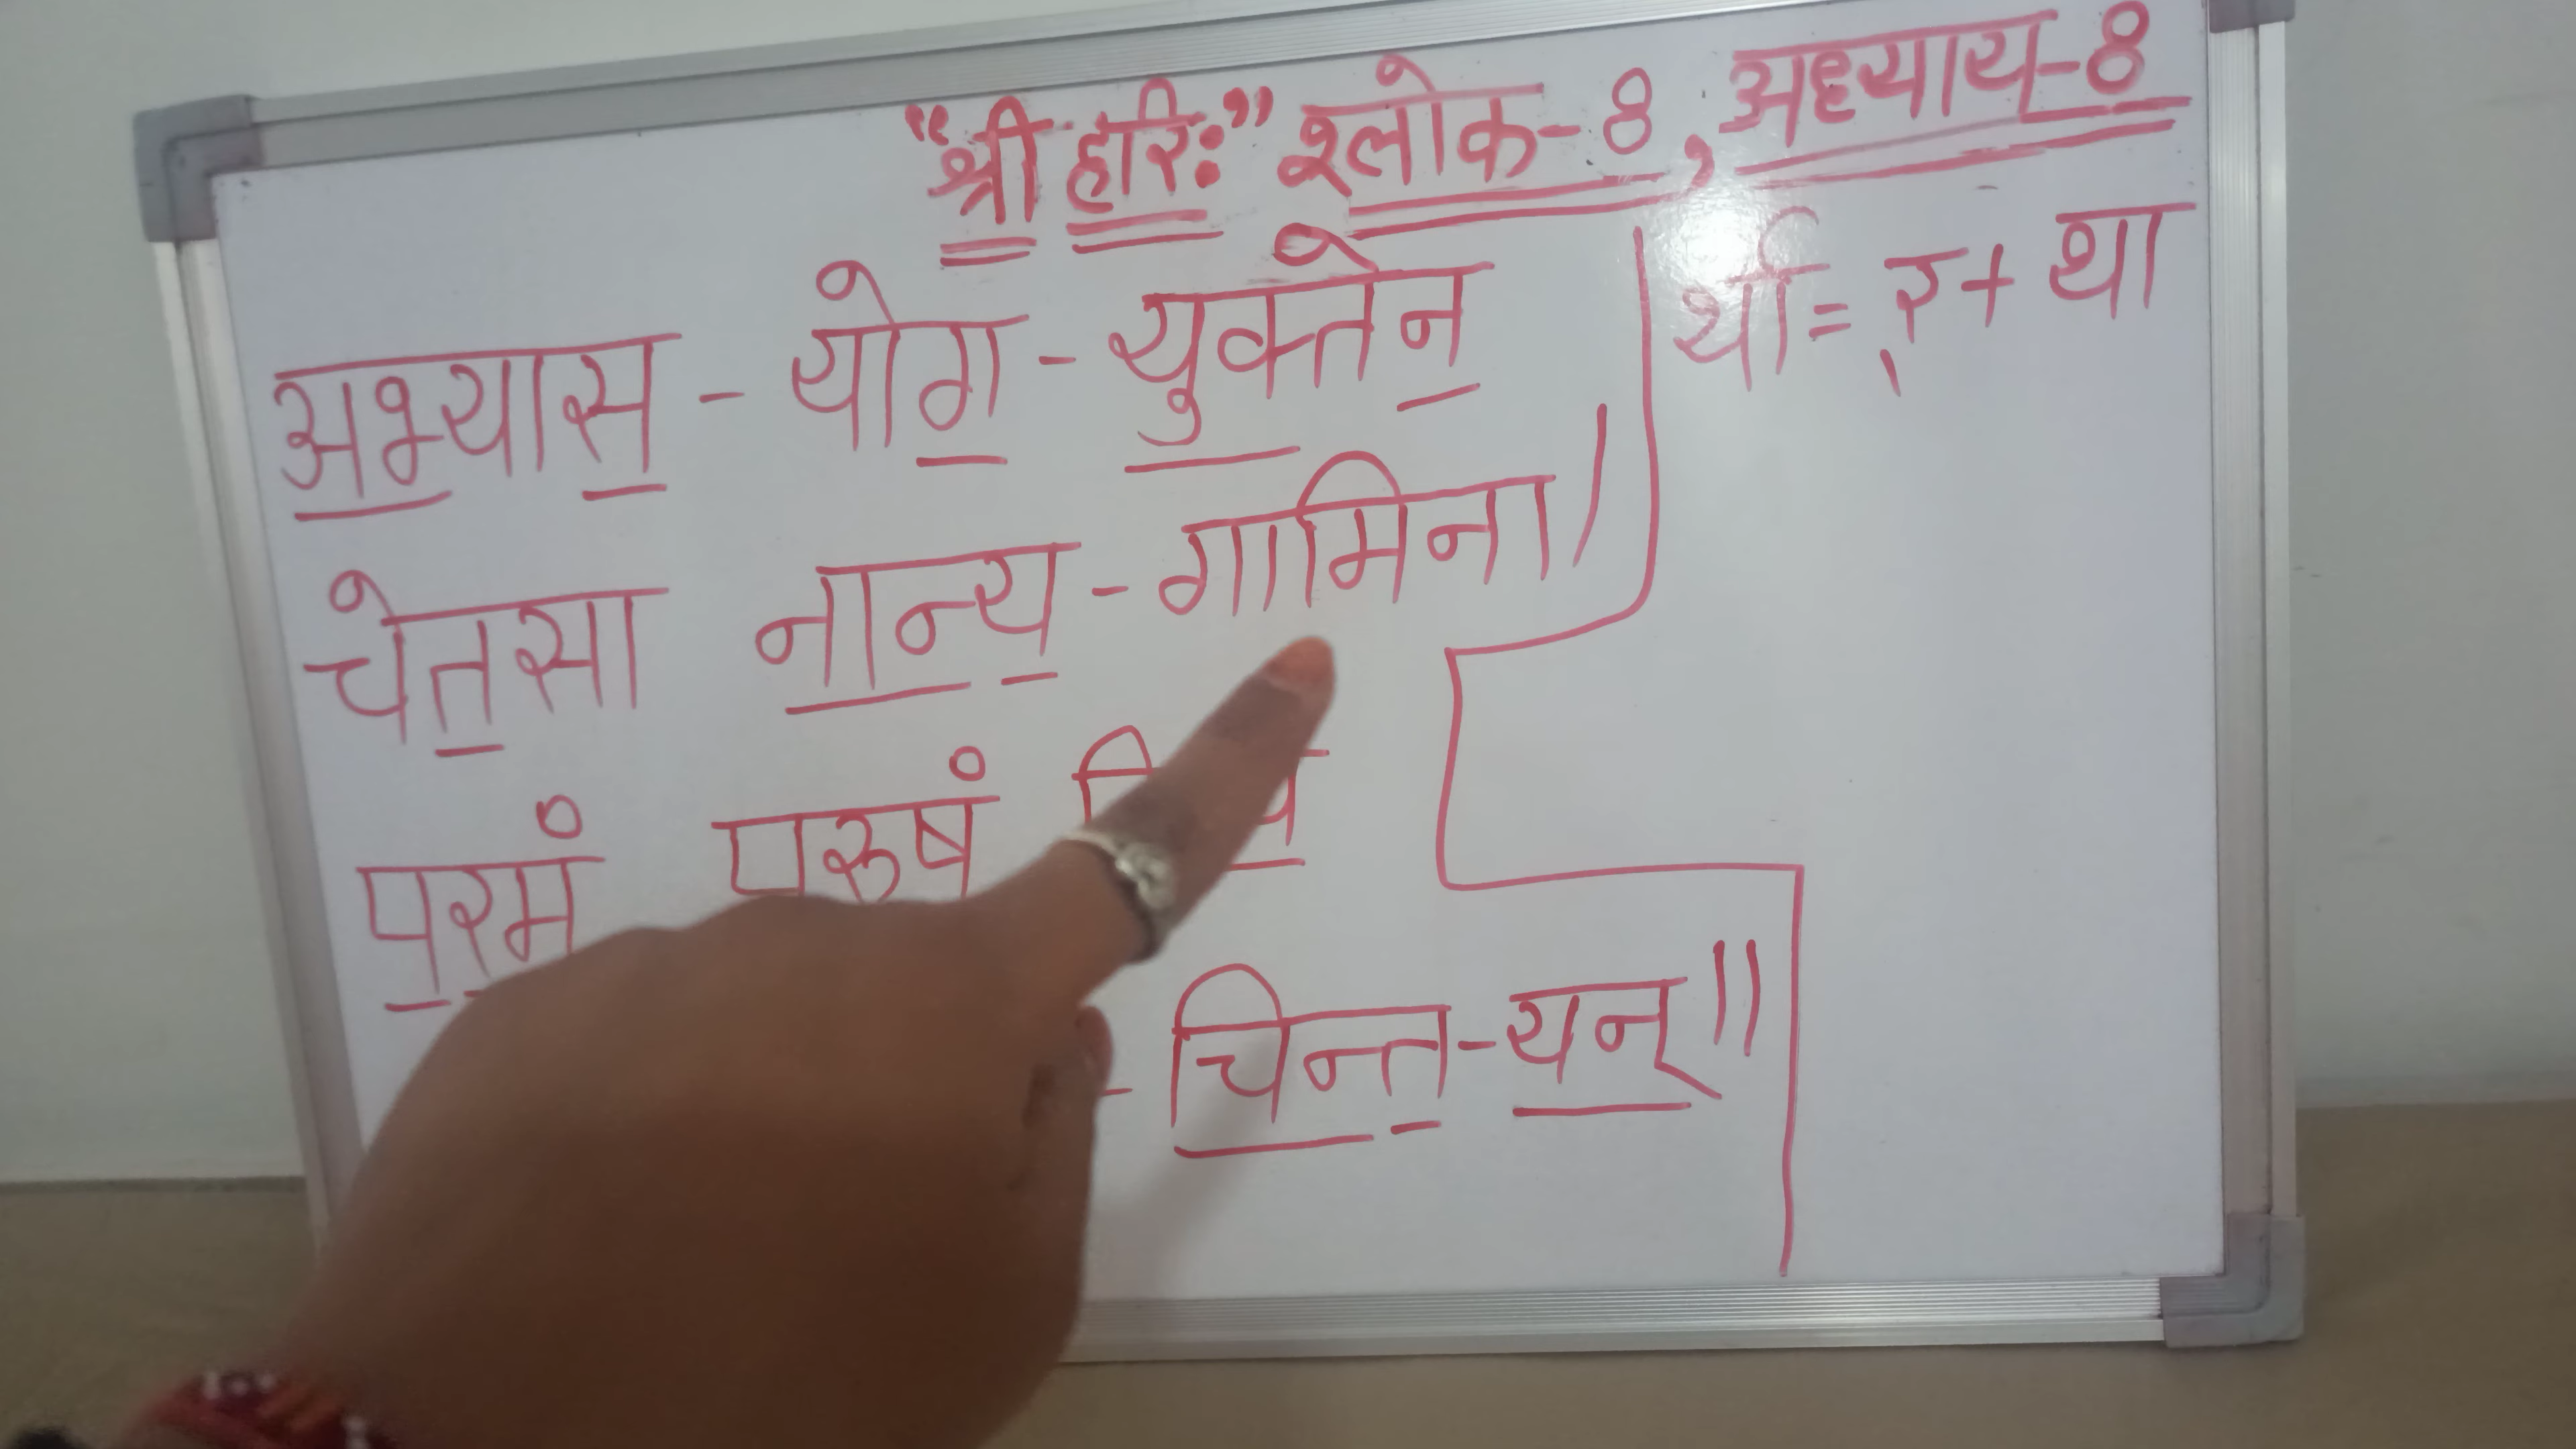 “श्री हरिः” श्लोक-8, अध्याय-8
अभ्यास - योग - युक्तेन
र्था = र् + था
चेतसा नान्य - गामिना।
परमं पुरुषं
- चिन्त - यन्॥